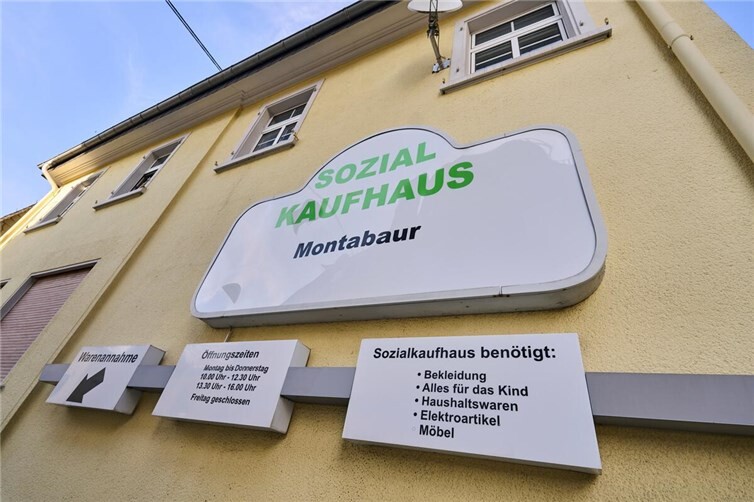 SOZIAL
KAUFHAUS
Montabaur
Warenannahme
Öffnungszeiten
Montag bis Donnerstag
10.00 Uhr - 12.30 Uhr
13.30 Uhr - 16.00 Uhr
Freitag geschlossen
Sozialkaufhaus benötigt:
• Bekleidung
• Alles für das Kind
• Haushaltswaren
• Elektroartikel
Möbel